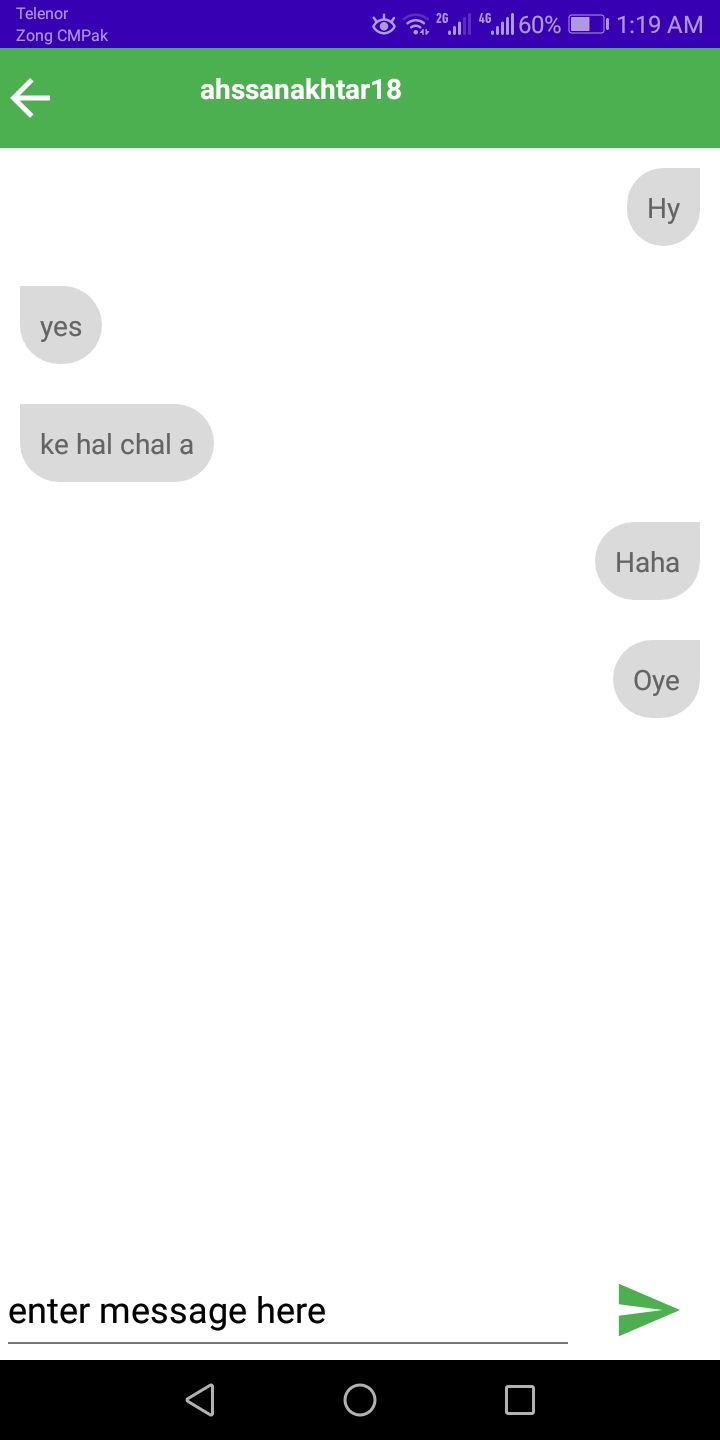 Telenor
Zong CMPak
2G 4G 60% 1:19 AM
ahssanakhtar18
Hy
yes
ke hal chal a
Haha
Oye
enter message here